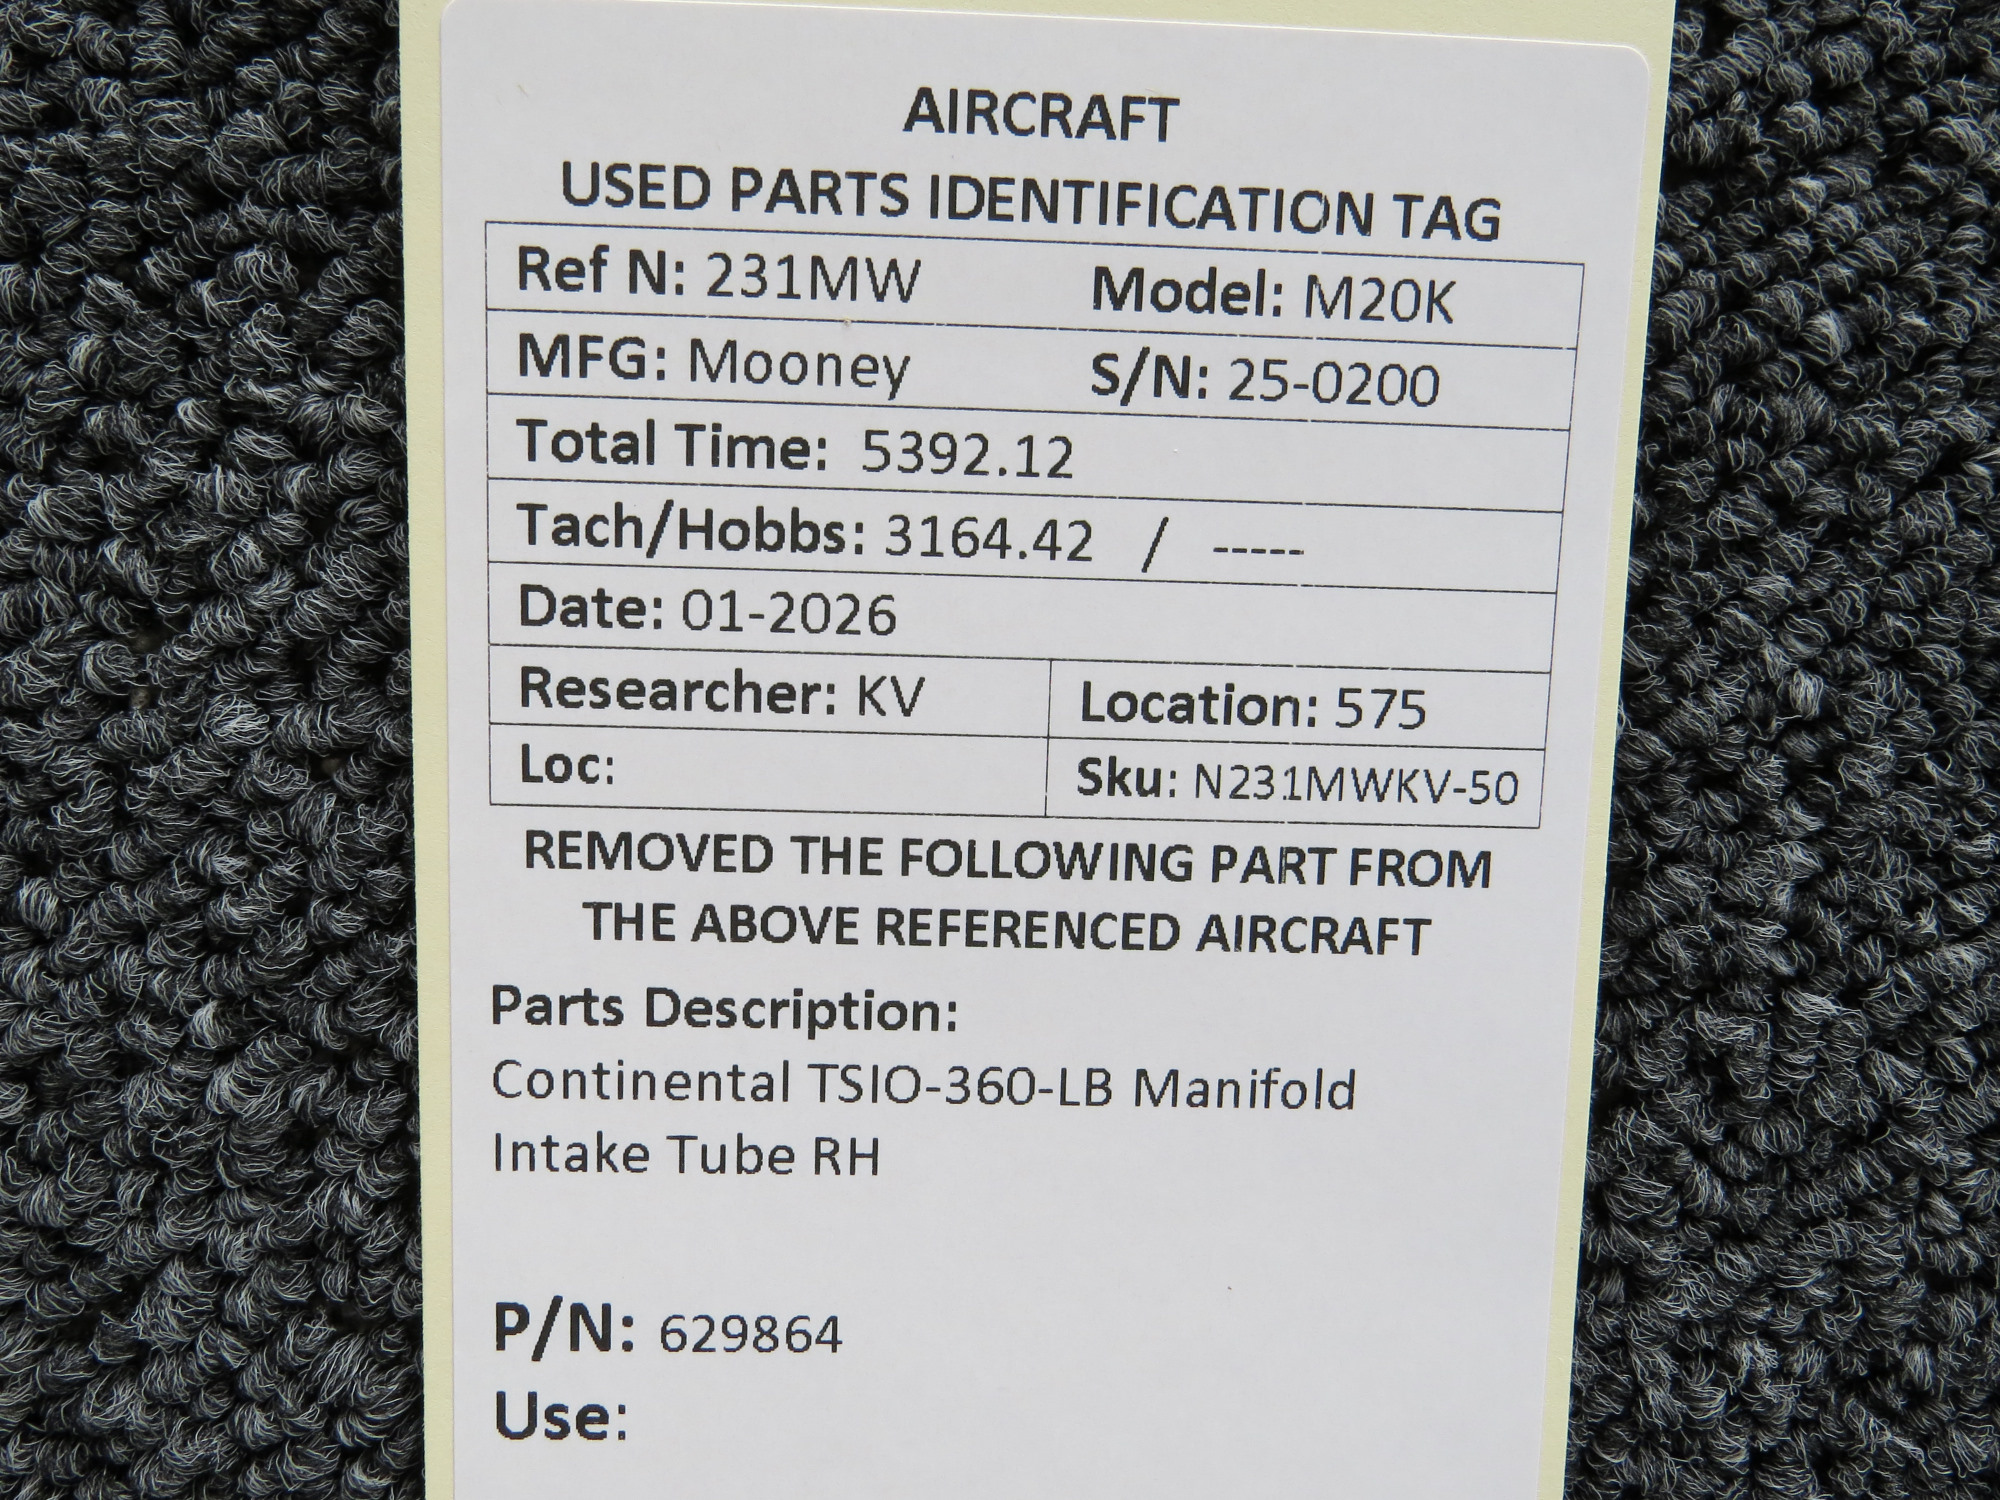 AIRCRAFT
USED PARTS IDENTIFICATION TAG
Ref N: 231MW Model: M20K
MFG: Mooney S/N: 25-0200
Total Time: 5392.12
Tach/Hobbs: 3164.42 / -----
Date: 01-2026
Researcher: KV Location: 575
Loc: Sku: N231MWKV-50
REMOVED THE FOLLOWING PART FROM
THE ABOVE REFERENCED AIRCRAFT
Parts Description:
Continental TSIO-360-LB Manifold
Intake Tube RH
P/N: 629864
Use: